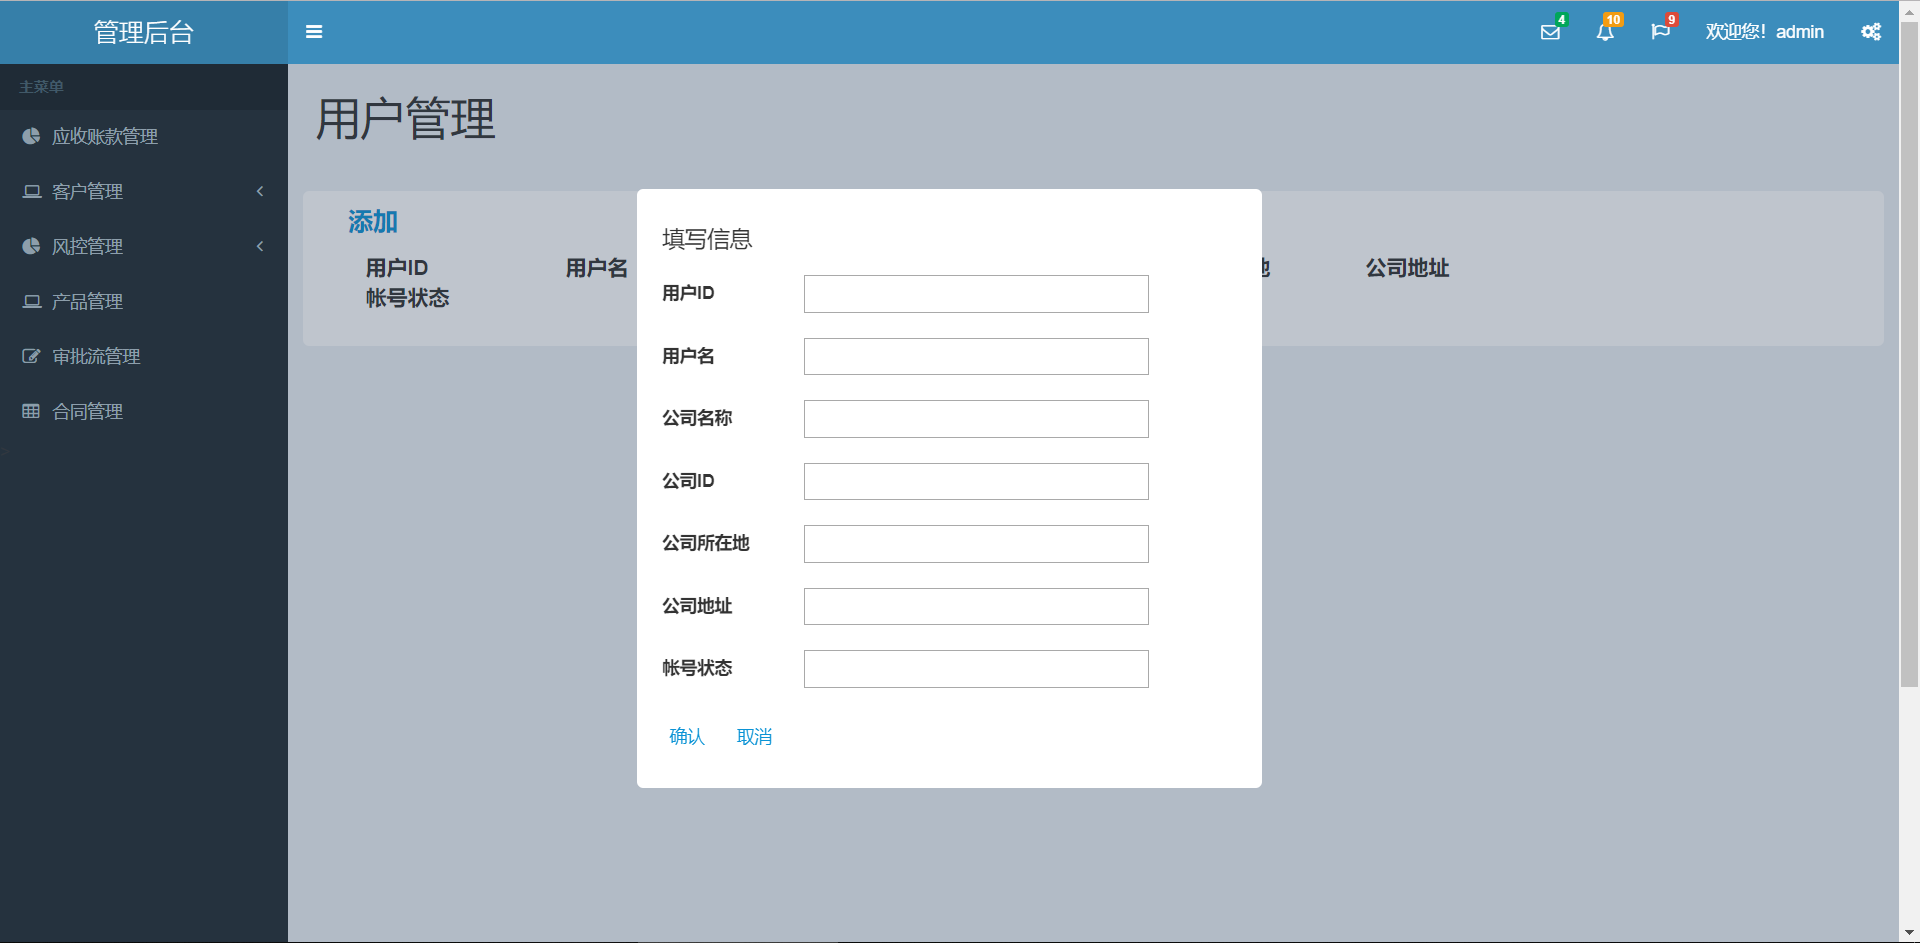 管理后台
4
10
9
欢迎您！admin
主菜单
应收账款管理
客户管理
风控管理
产品管理
审批流管理
合同管理
用户管理
添加
用户ID 用户名 公司地址
帐号状态
填写信息
用户ID
用户名
公司名称
公司ID
公司所在地
公司地址
帐号状态
确认 取消